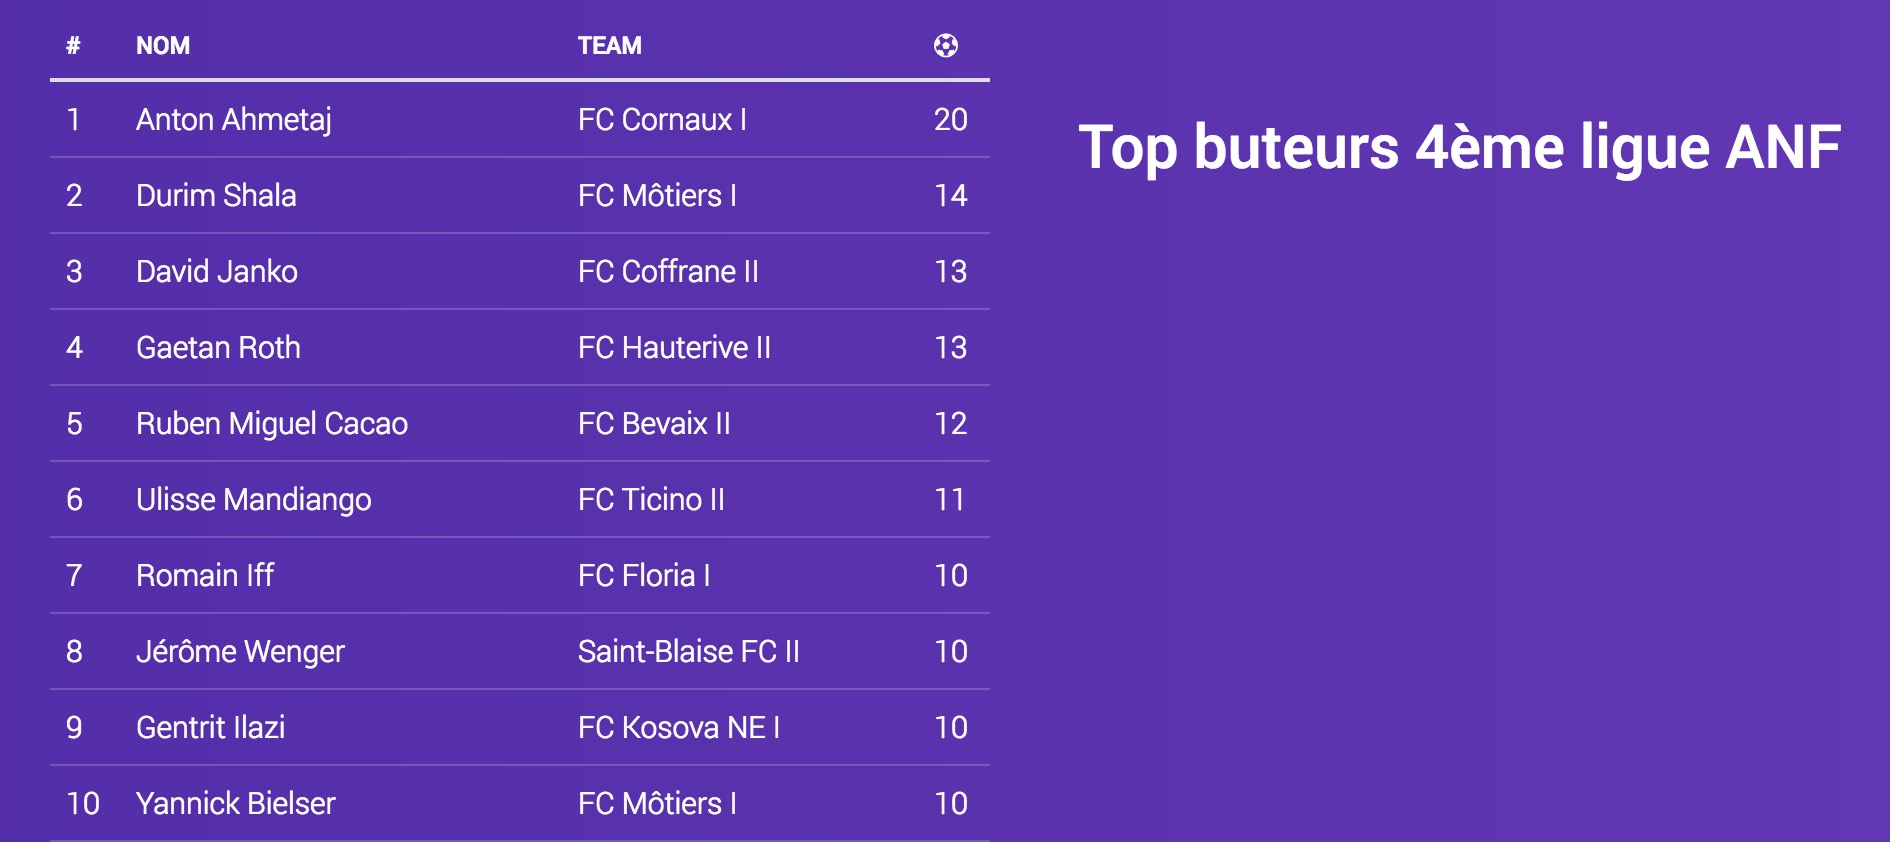 # NOM TEAM
1 Anton Ahmetaj FC Cornaux I 20
2 Durim Shala FC Môtiers I 14
3 David Janko FC Coffrane II 13
4 Gaetan Roth FC Hauterive II 13
5 Ruben Miguel Cacao FC Bevaix II 12
6 Ulisse Mandiango FC Ticino II 11
7 Romain Iff FC Floria I 10
8 Jérôme Wenger Saint-Blaise FC II 10
9 Gentrit Ilazi FC Kosova NE I 10
10 Yannick Bielser FC Môtiers I 10
Top buteurs 4ème ligue ANF